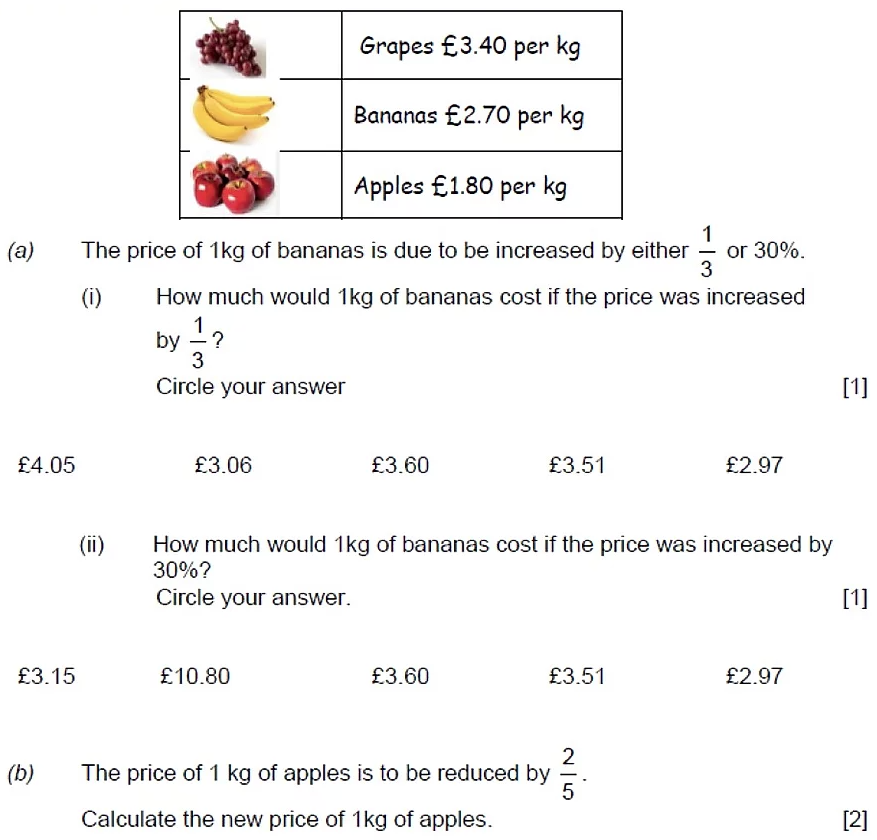 Grapes £3.40 per kg
Bananas £2.70 per kg
Apples £1.80 per kg
(a) The price of 1kg of bananas is due to be increased by either 1/3 or 30%.
(i) How much would 1kg of bananas cost if the price was increased
by 1/3 ?
Circle your answer [1]
£4.05 £3.06 £3.60 £3.51 £2.97
(ii) How much would 1kg of bananas cost if the price was increased by
30%?
Circle your answer. [1]
£3.15 £10.80 £3.60 £3.51 £2.97
(b) The price of 1 kg of apples is to be reduced by 2/5 .
Calculate the new price of 1kg of apples. [2]